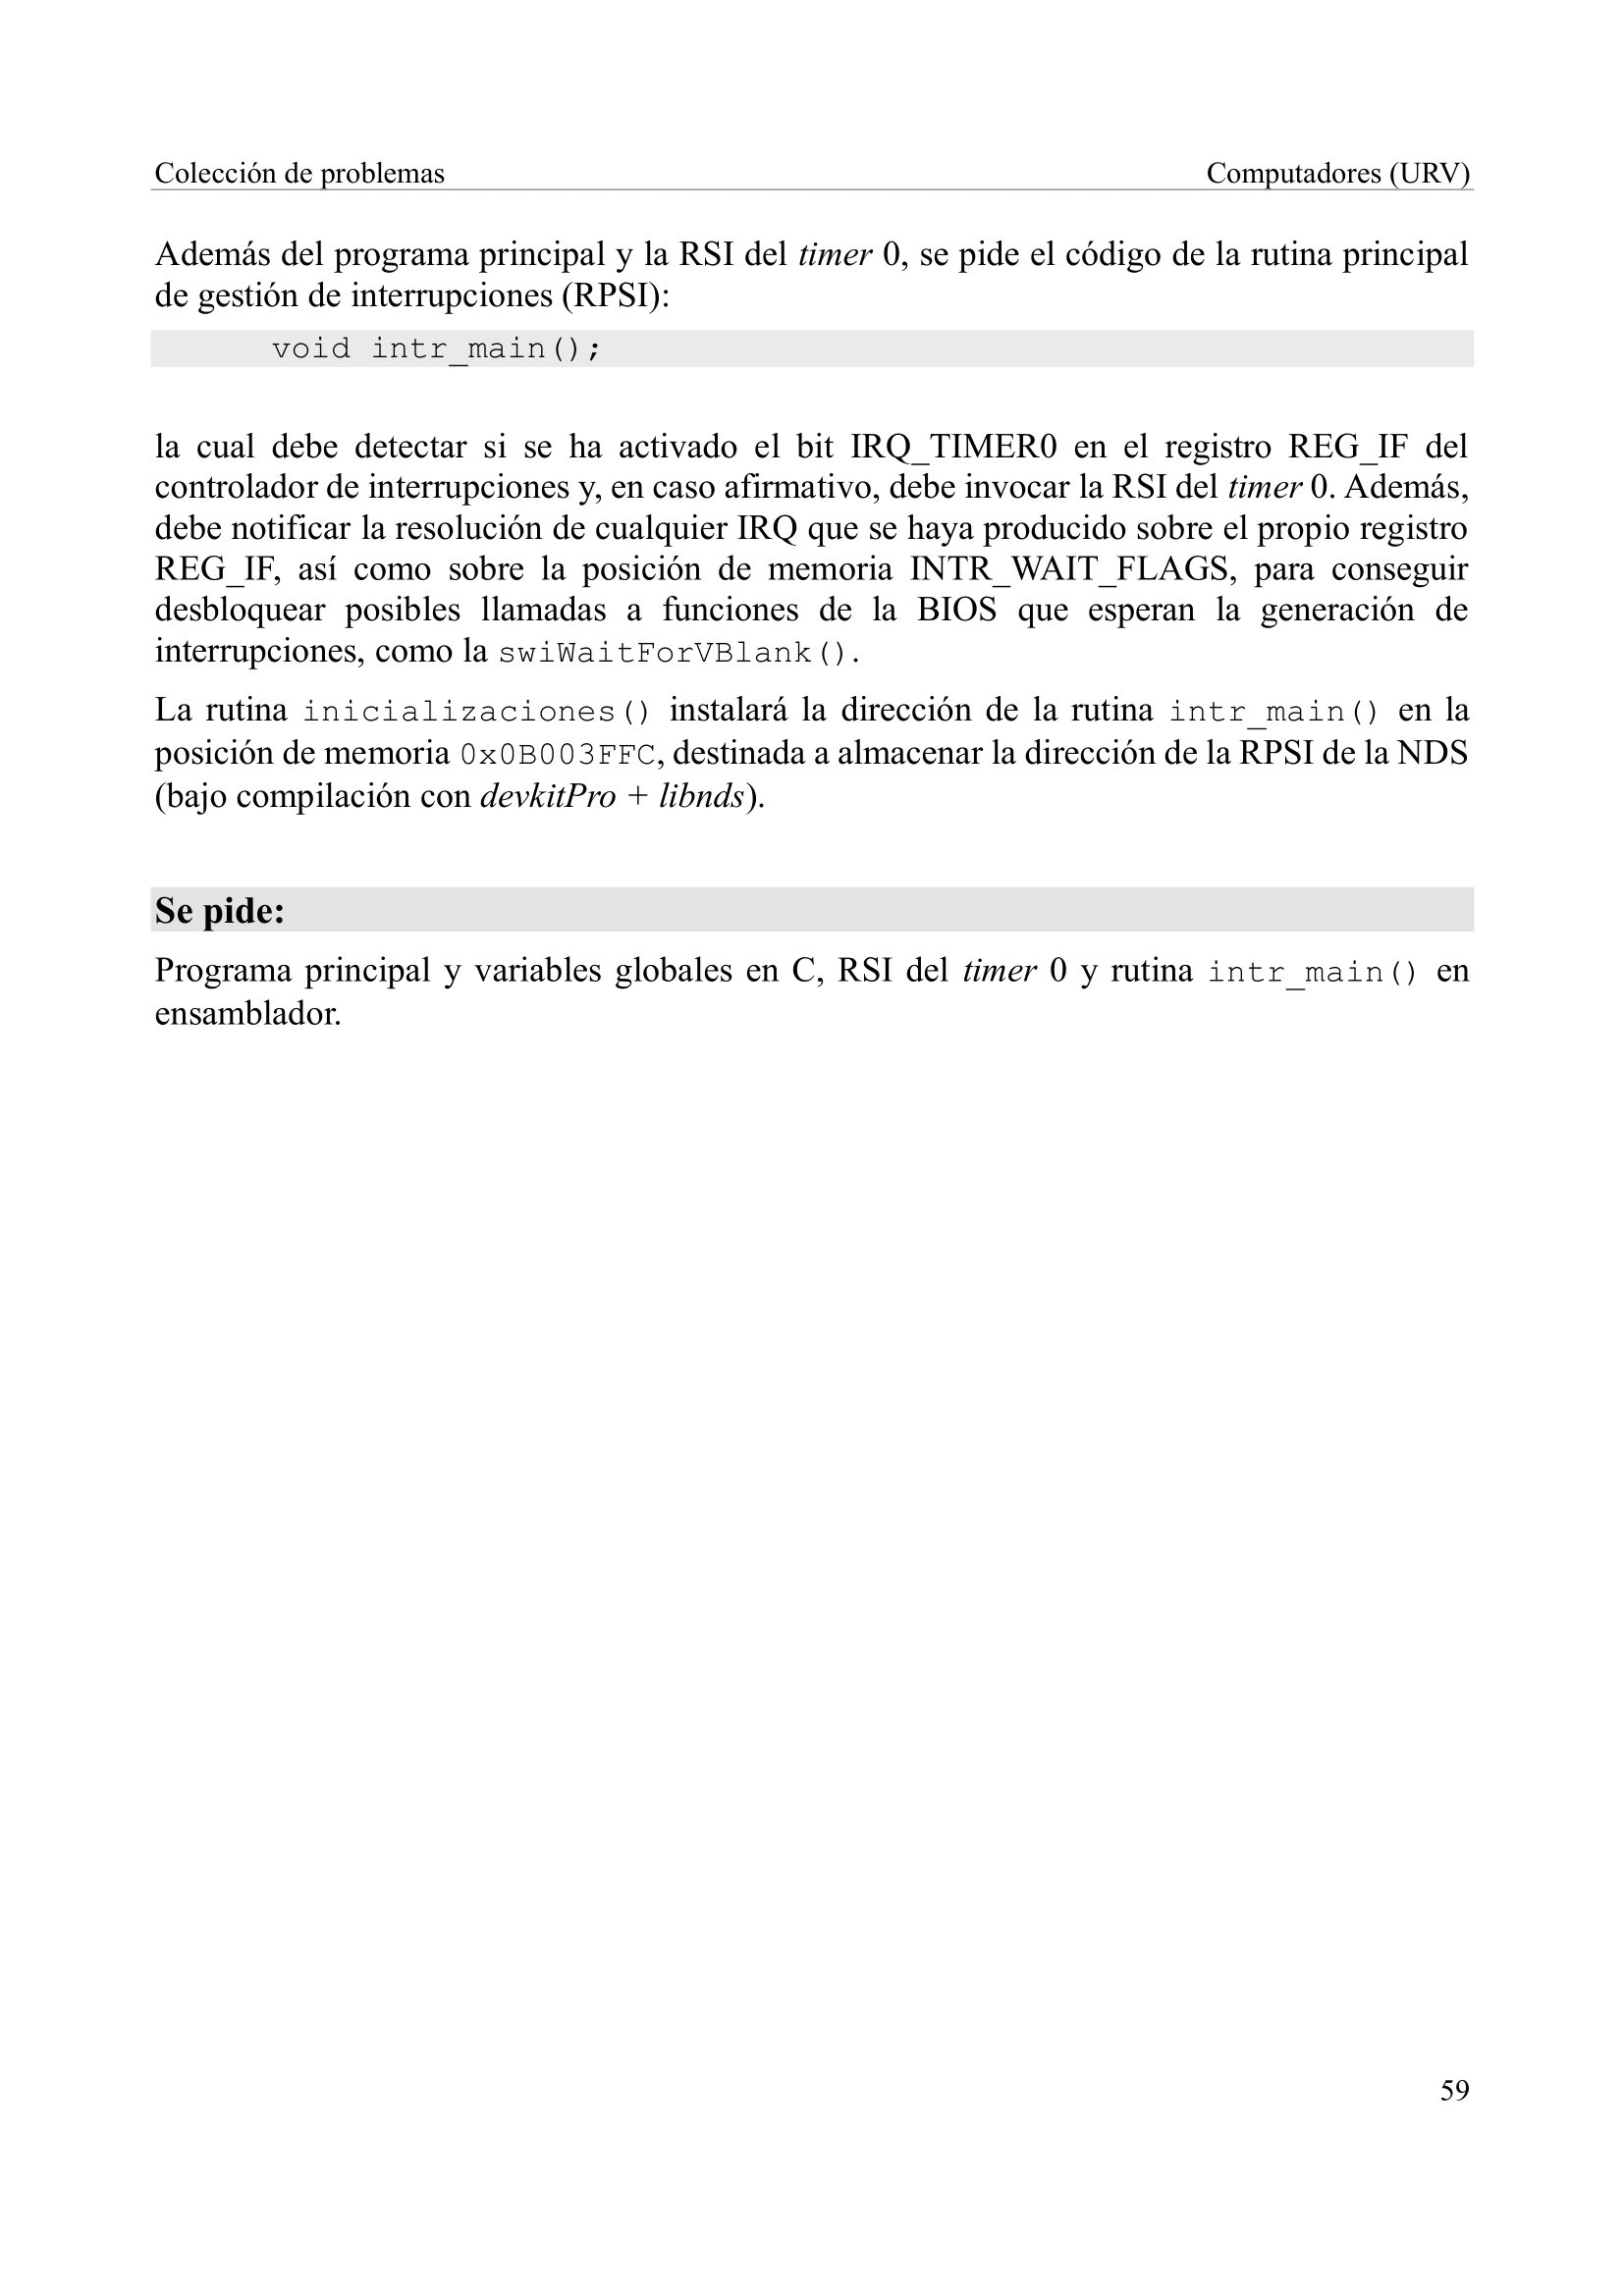 Colección de problemas Computadores (URV)
Además del programa principal y la RSI del timer 0, se pide el código de la rutina principal
de gestión de interrupciones (RPSI):
void intr_main();
la cual debe detectar si se ha activado el bit IRQ_TIMER0 en el registro REG_IF del
controlador de interrupciones y, en caso afirmativo, debe invocar la RSI del timer 0. Además,
debe notificar la resolución de cualquier IRQ que se haya producido sobre el propio registro
REG_IF, así como sobre la posición de memoria INTR_WAIT_FLAGS, para conseguir
desbloquear posibles llamadas a funciones de la BIOS que esperan la generación de
interrupciones, como la swiWaitForVBlank().
La rutina inicializaciones() instalará la dirección de la rutina intr_main() en la
posición de memoria 0x0B003FFC, destinada a almacenar la dirección de la RPSI de la NDS
(bajo compilación con devkitPro + libnds).
Se pide:
Programa principal y variables globales en C, RSI del timer 0 y rutina intr_main() en
ensamblador.
59